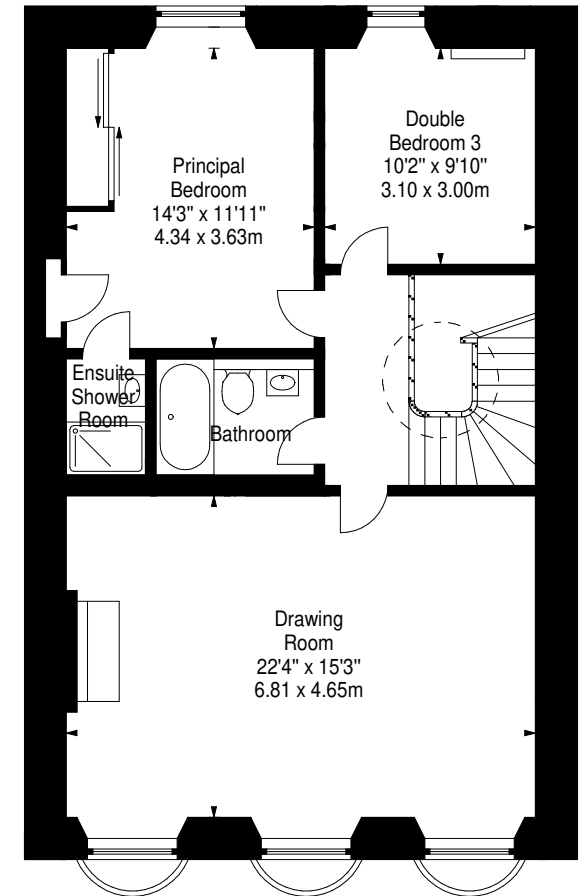 Principal
Bedroom
14'3" x 11'11"
4.34 x 3.63m
Double
Bedroom 3
10'2" x 9'10"
3.10 x 3.00m
Ensuite
Shower
Room
Bathroom
Drawing
Room
22'4" x 15'3"
6.81 x 4.65m